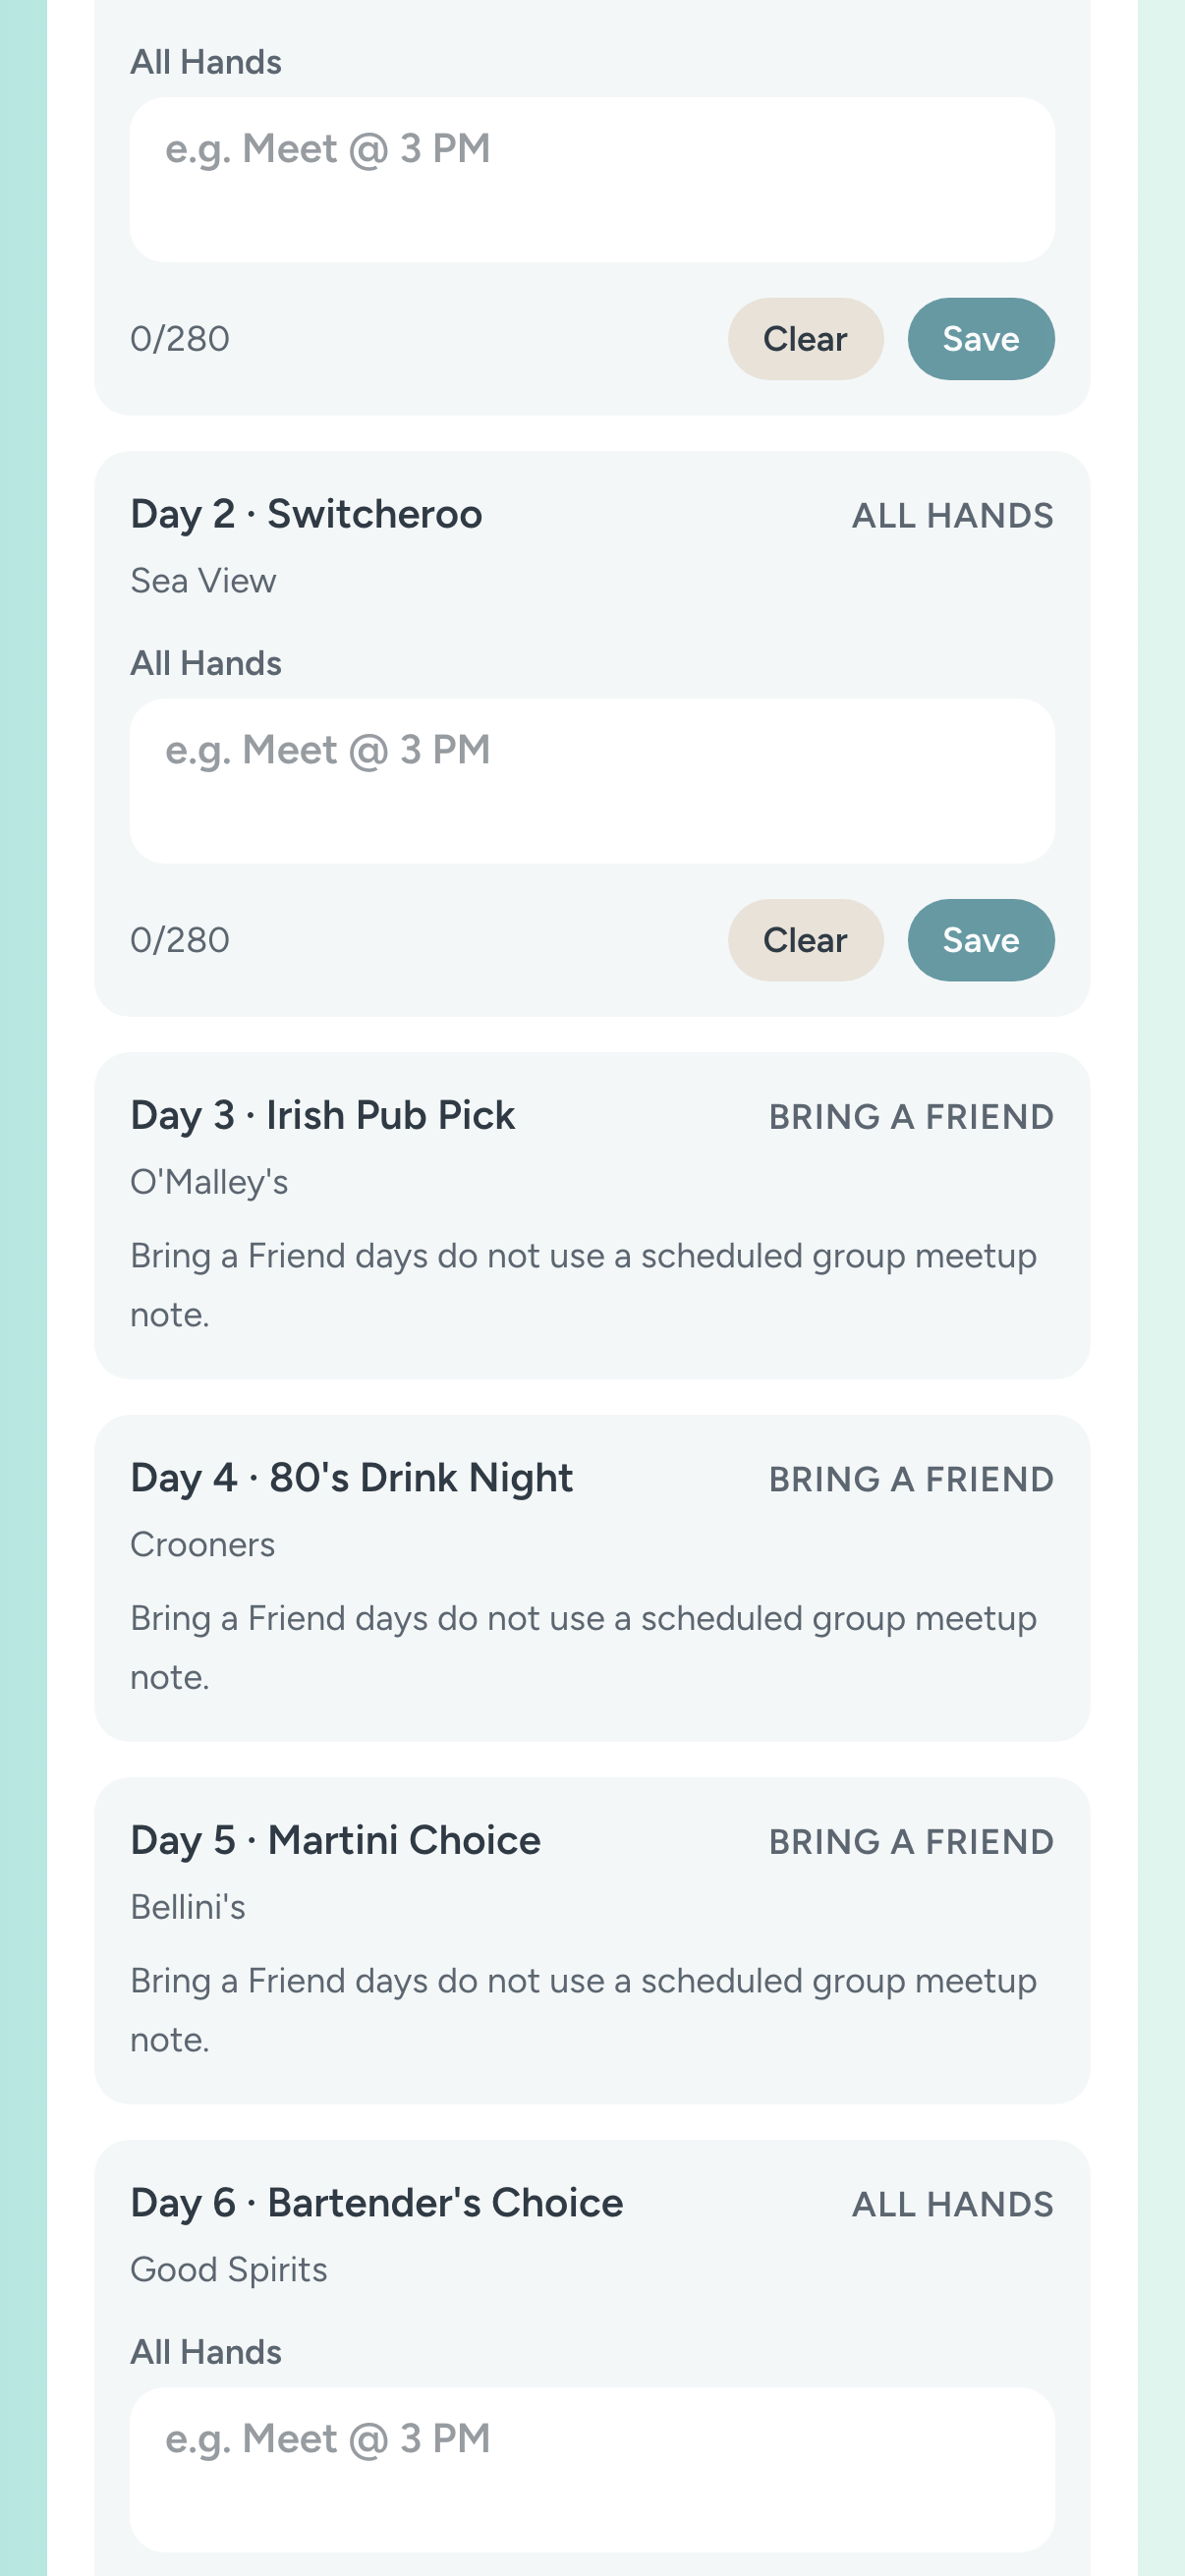 All Hands
e.g. Meet @ 3 PM
0/280 Clear Save
Day 2 · Switcheroo ALL HANDS
Sea View
All Hands
e.g. Meet @ 3 PM
0/280 Clear Save
Day 3 · Irish Pub Pick BRING A FRIEND
O'Malley's
Bring a Friend days do not use a scheduled group meetup
note.
Day 4 · 80's Drink Night BRING A FRIEND
Crooners
Bring a Friend days do not use a scheduled group meetup
note.
Day 5 · Martini Choice BRING A FRIEND
Bellini's
Bring a Friend days do not use a scheduled group meetup
note.
Day 6 · Bartender's Choice ALL HANDS
Good Spirits
All Hands
e.g. Meet @ 3 PM